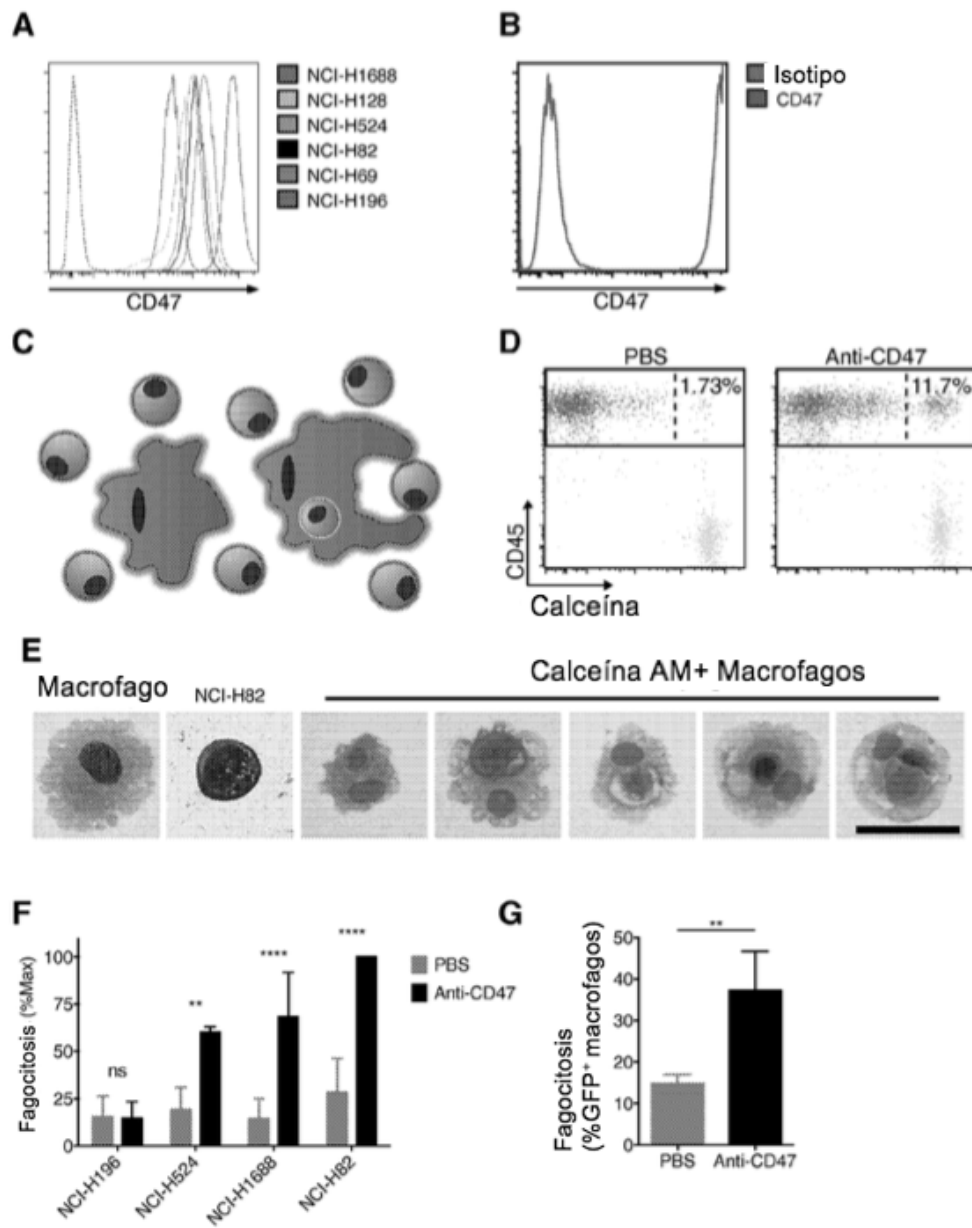 A
NCI-H1688
NCI-H128
NCI-H524
NCI-H82
NCI-H69
NCI-H196
CD47
B
Isotipo
CD47
CD47
C
D
PBS
Anti-CD47
1.73%
11.7%
CD45
Calceína
E
Macrofago
NCI-H82
Calceína AM+ Macrofagos
F
Fagocitosis (%Max)
100
75
50
25
0
ns
**
****
****
PBS
Anti-CD47
NCI-H196
NCI-H524
NCI-H1688
NCI-H82
G
Fagocitosis
(%GFP⁺ macrofagos)
50
40
30
20
10
0
**
PBS
Anti-CD47